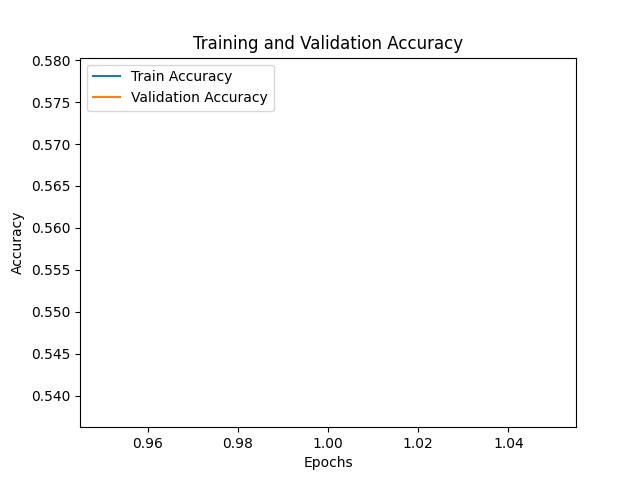 Training and Validation Accuracy
Train Accuracy
Validation Accuracy
0.580
0.575
0.570
0.565
0.560
0.555
0.550
0.545
0.540
Accuracy
0.96
0.98
1.00
1.02
1.04
Epochs